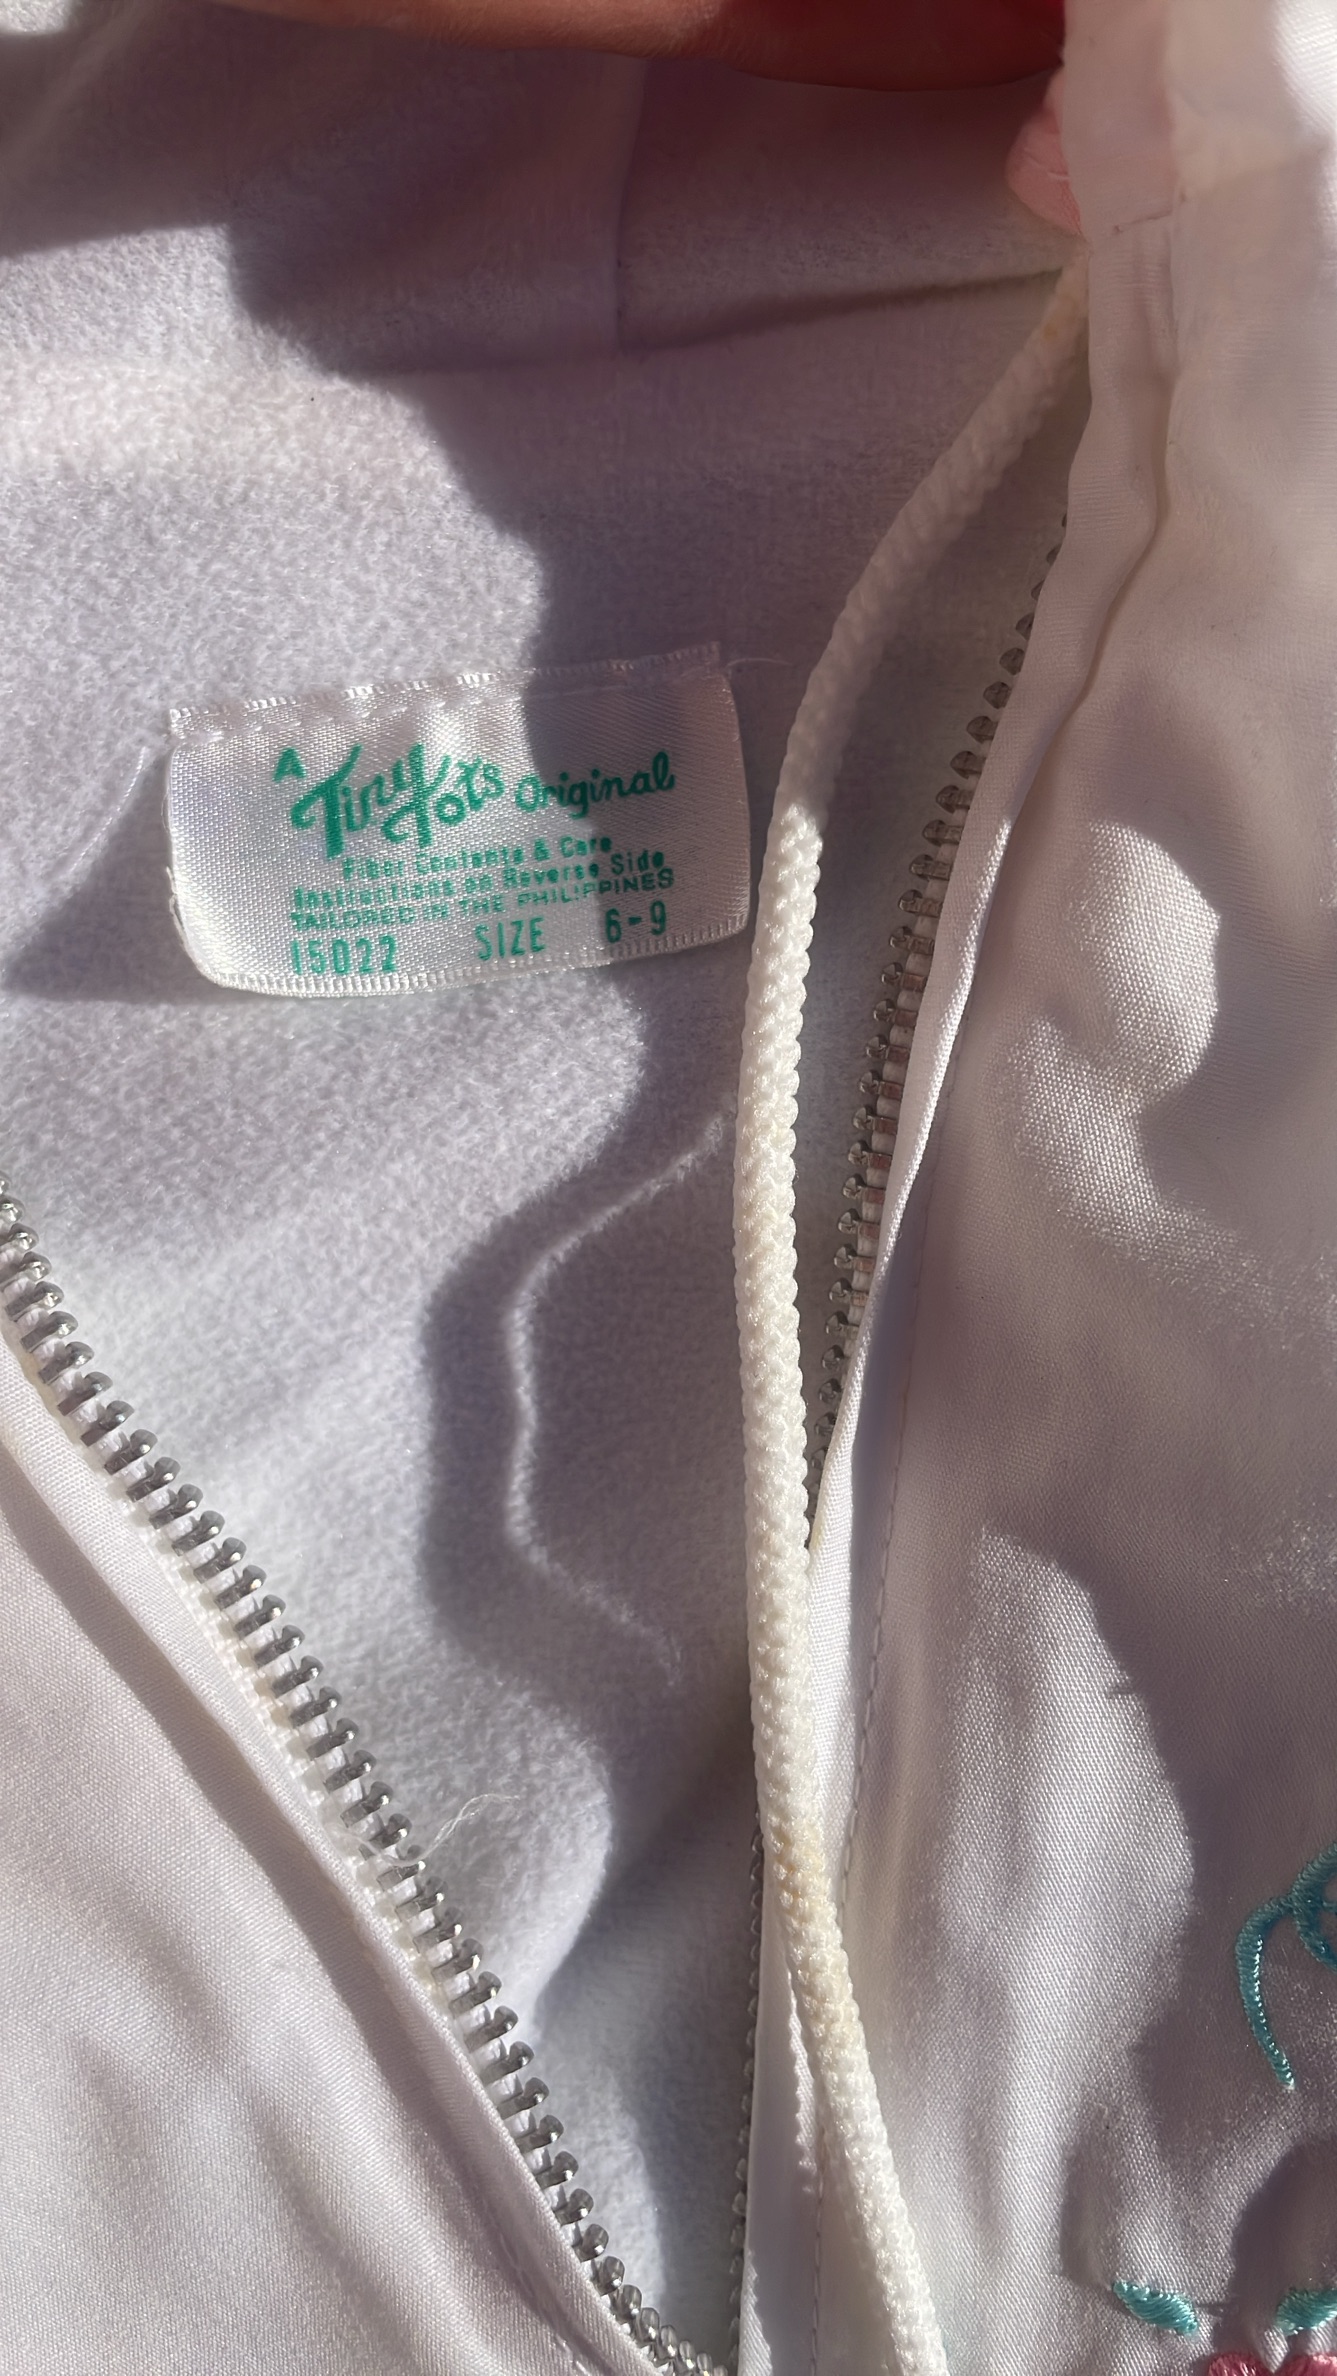 A Tiny Tots Original
Fiber Contents & Care
Instructions on Reverse Side
TAILORED IN THE PHILIPPINES
15022 SIZE 6-9